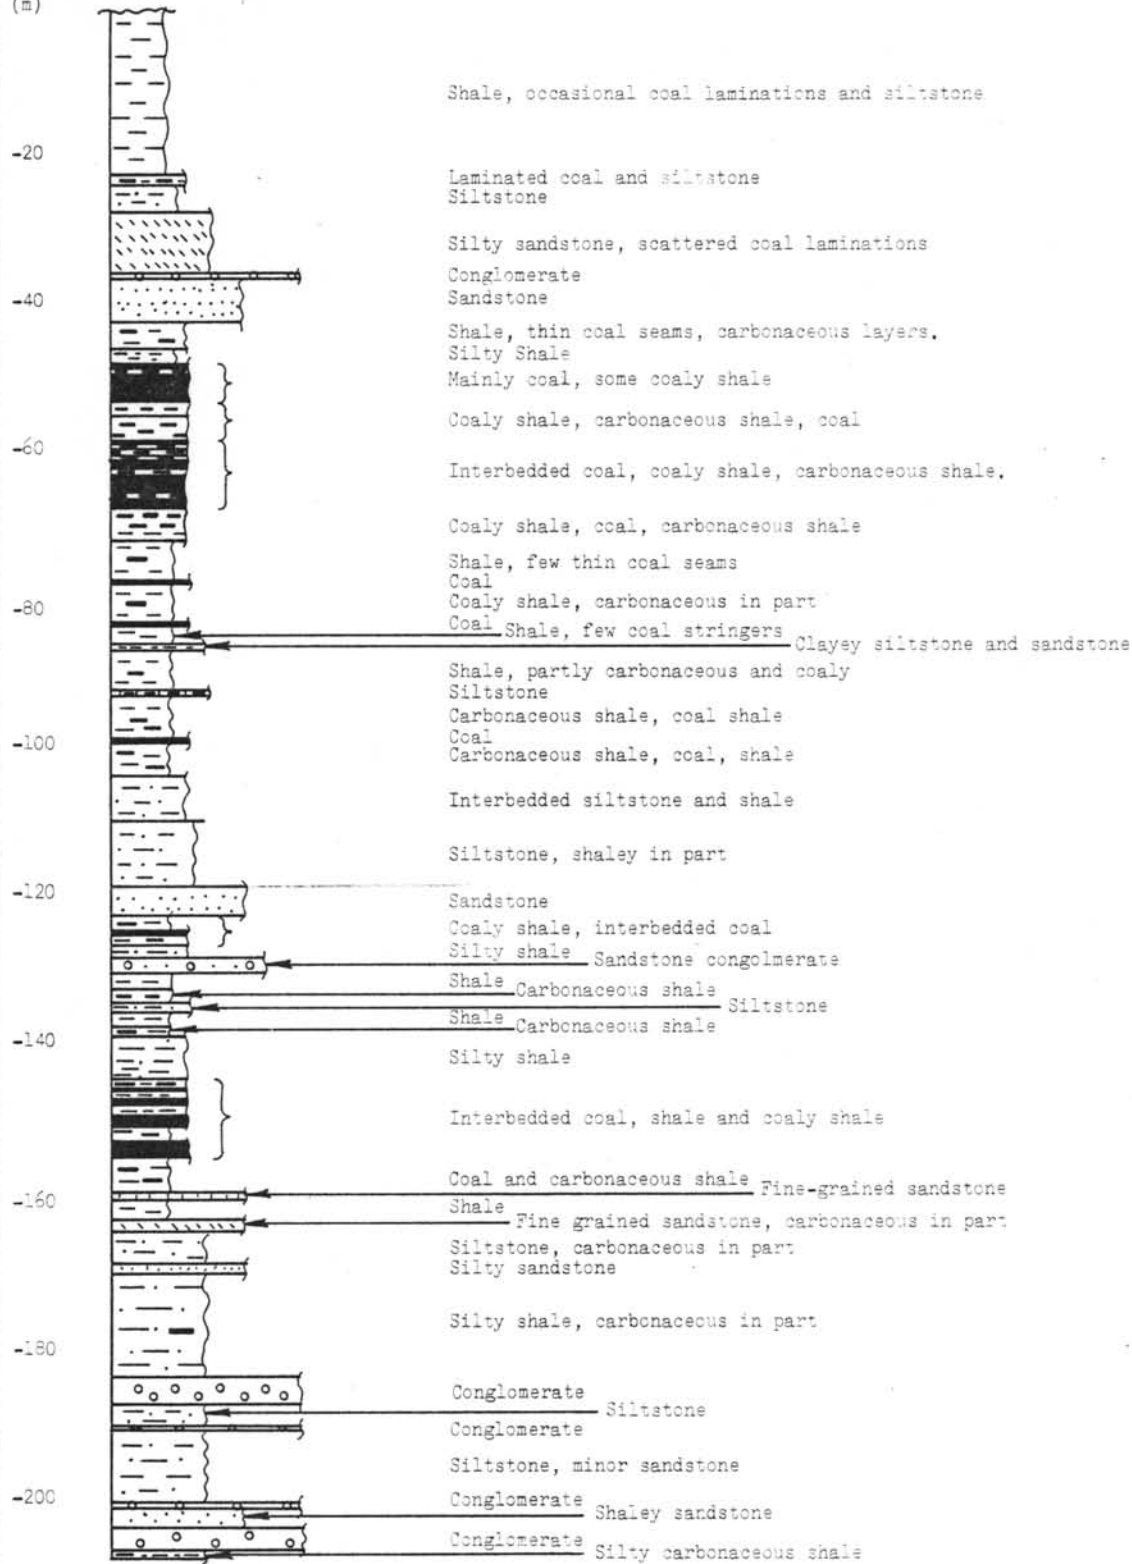 (m)
Shale, occasional coal laminations and siltstone
-20
Laminated coal and siltstone
Siltstone
Silty sandstone, scattered coal laminations
Conglomerate
-40
Sandstone
Shale, thin coal seams, carbonaceous layers.
Silty Shale
Mainly coal, some coaly shale
Coaly shale, carbonaceous shale, coal
-60
Interbedded coal, coaly shale, carbonaceous shale.
Coaly shale, coal, carbonaceous shale
Shale, few thin coal seams
Coal
-80
Coaly shale, carbonaceous in part
Coal
Shale, few coal stringers
Clayey siltstone and sandstone
Shale, partly carbonaceous and coaly
Siltstone
Carbonaceous shale, coal shale
-100
Coal
Carbonaceous shale, coal, shale
Interbedded siltstone and shale
Siltstone, shaley in part
-120
Sandstone
Coaly shale, interbedded coal
Silty shale
Sandstone congolmerate
Shale
Carbonaceous shale
Siltstone
Shale
Carbonaceous shale
-140
Silty shale
Interbedded coal, shale and coaly shale
Coal and carbonaceous shale
Fine-grained sandstone
-160
Shale
Fine grained sandstone, carbonaceous in part
Siltstone, carbonaceous in part
Silty sandstone
Silty shale, carbonaceous in part
-180
Conglomerate
Siltstone
Conglomerate
Siltstone, minor sandstone
-200
Conglomerate
Shaley sandstone
Conglomerate
Silty carbonaceous shale